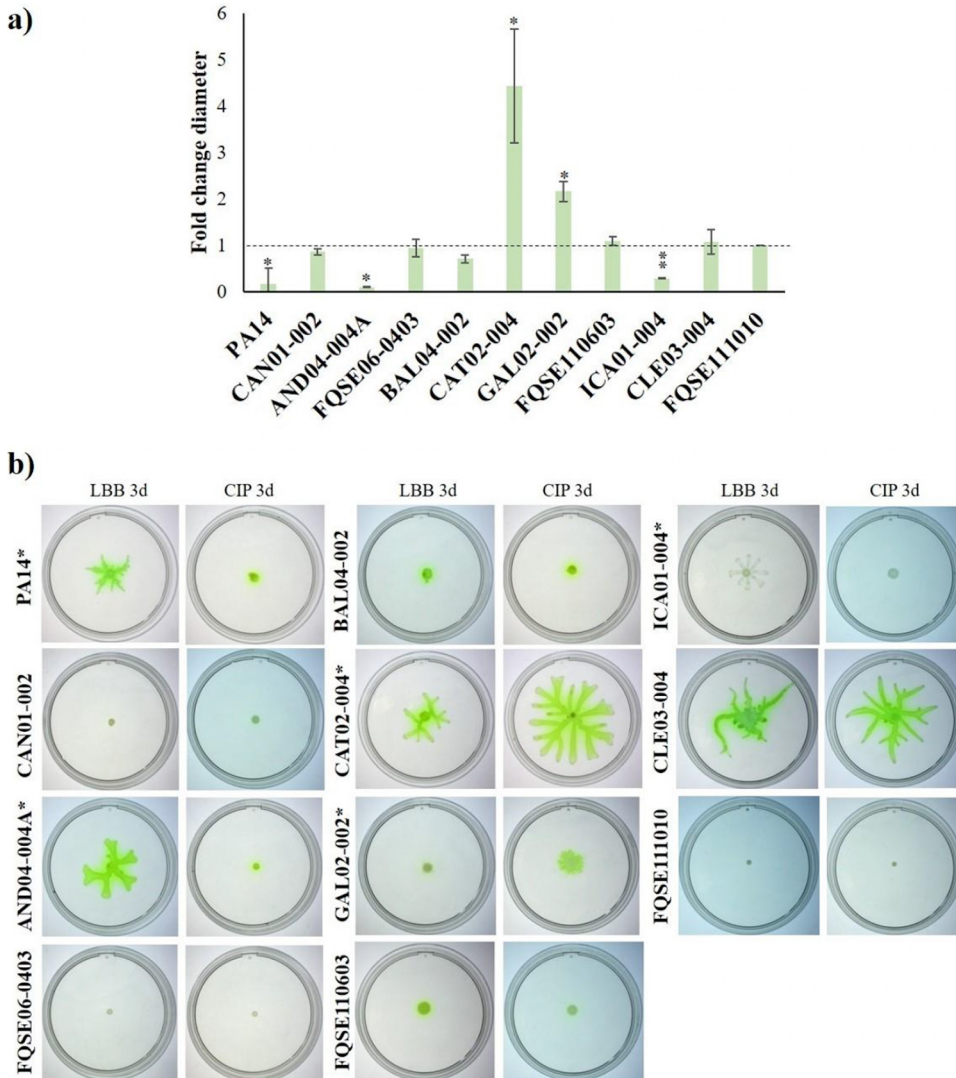 a)
Fold change diameter
6
5
4
3
2
1
0
*
*
*
*
**
PA14
CAN01-002
AND04-004A
FQSE06-0403
BAL04-002
CAT02-004
GAL02-002
FQSE110603
ICA01-004
CLE03-004
FQSE111010
b)
LBB 3d CIP 3d LBB 3d CIP 3d LBB 3d CIP 3d
PA14* BAL04-002 ICA01-004*
CAN01-002 CAT02-004* CLE03-004
AND04-004A* GAL02-002* FQSE111010
FQSE06-0403 FQSE110603